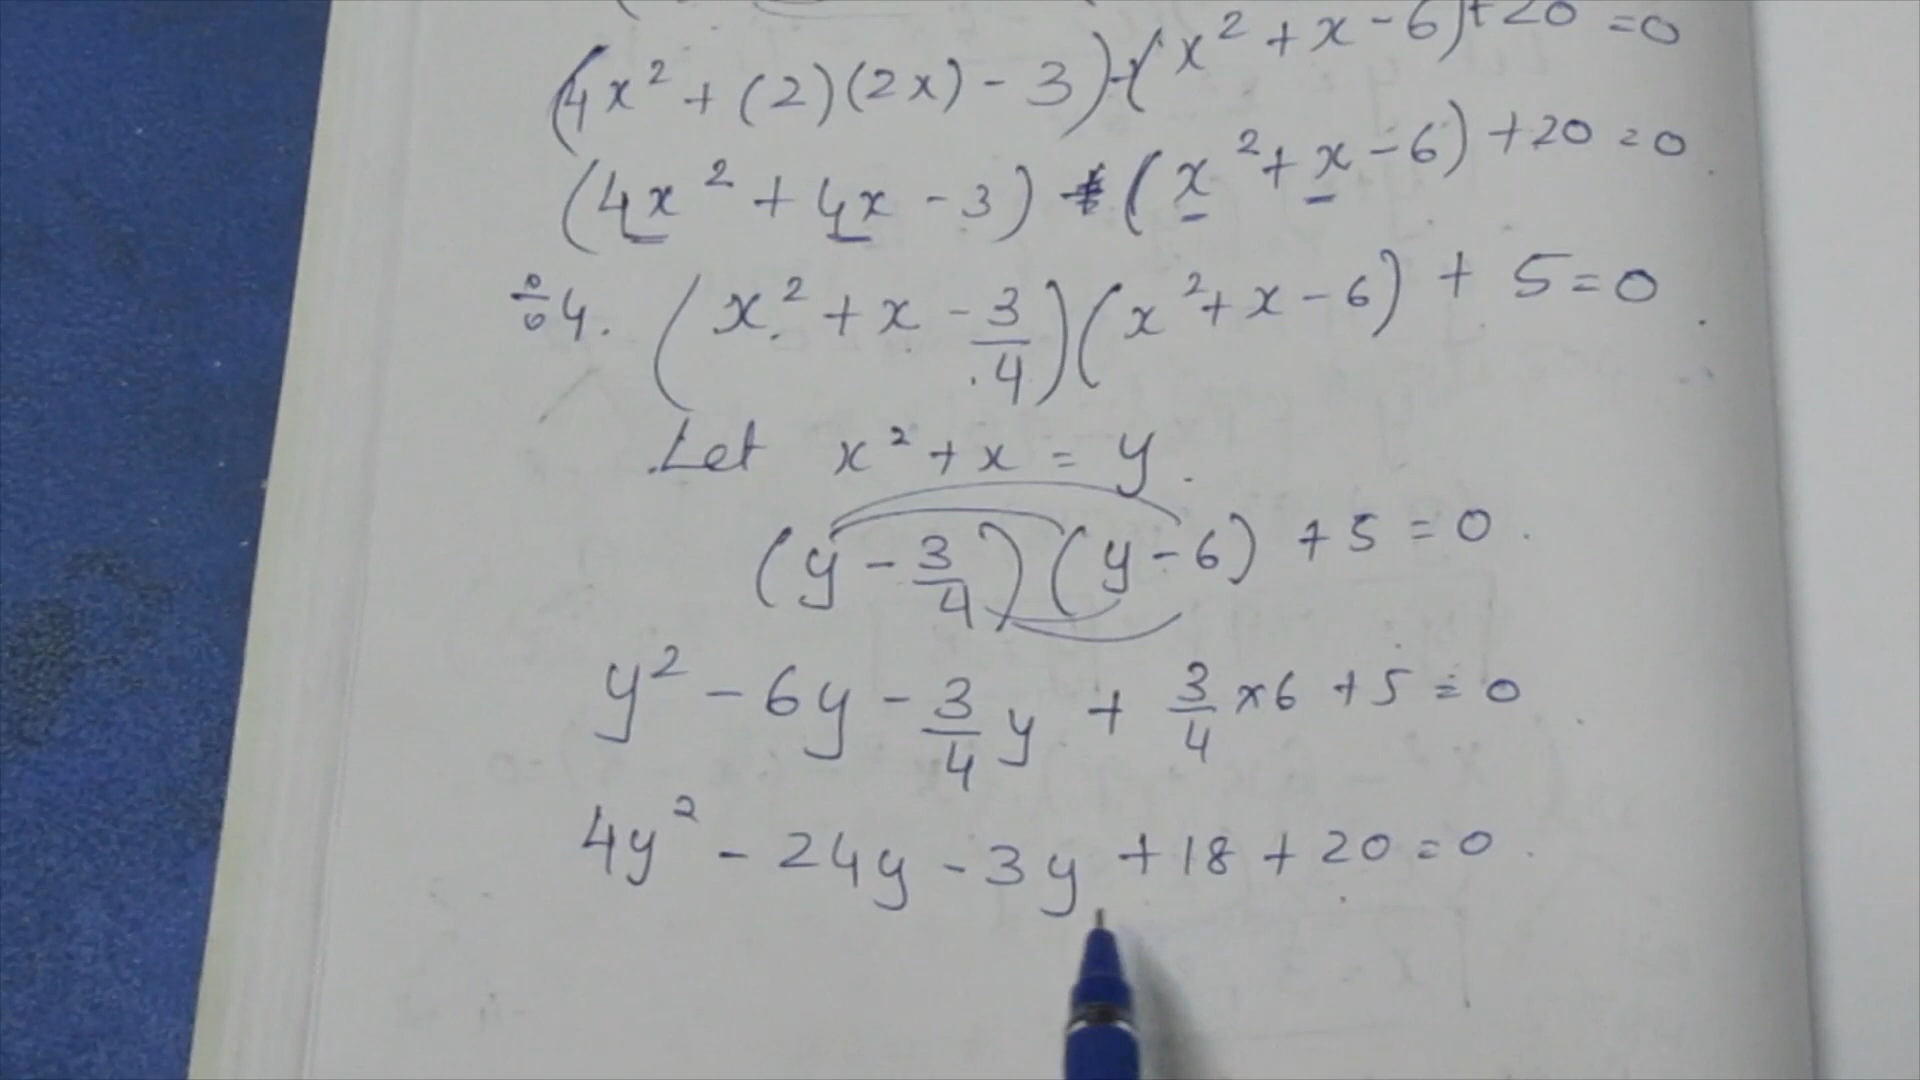 (4x² + (2)(2x) - 3) (x² + x - 6) + 20 = 0
(4x² + 4x - 3) (x² + x - 6) + 20 = 0
÷ 4. (x² + x - 3/4)(x² + x - 6) + 5 = 0
Let x² + x = y.
(y - 3/4)(y - 6) + 5 = 0.
y² - 6y - 3/4 y + 3/4 x 6 + 5 = 0
4y² - 24y - 3y + 18 + 20 = 0.